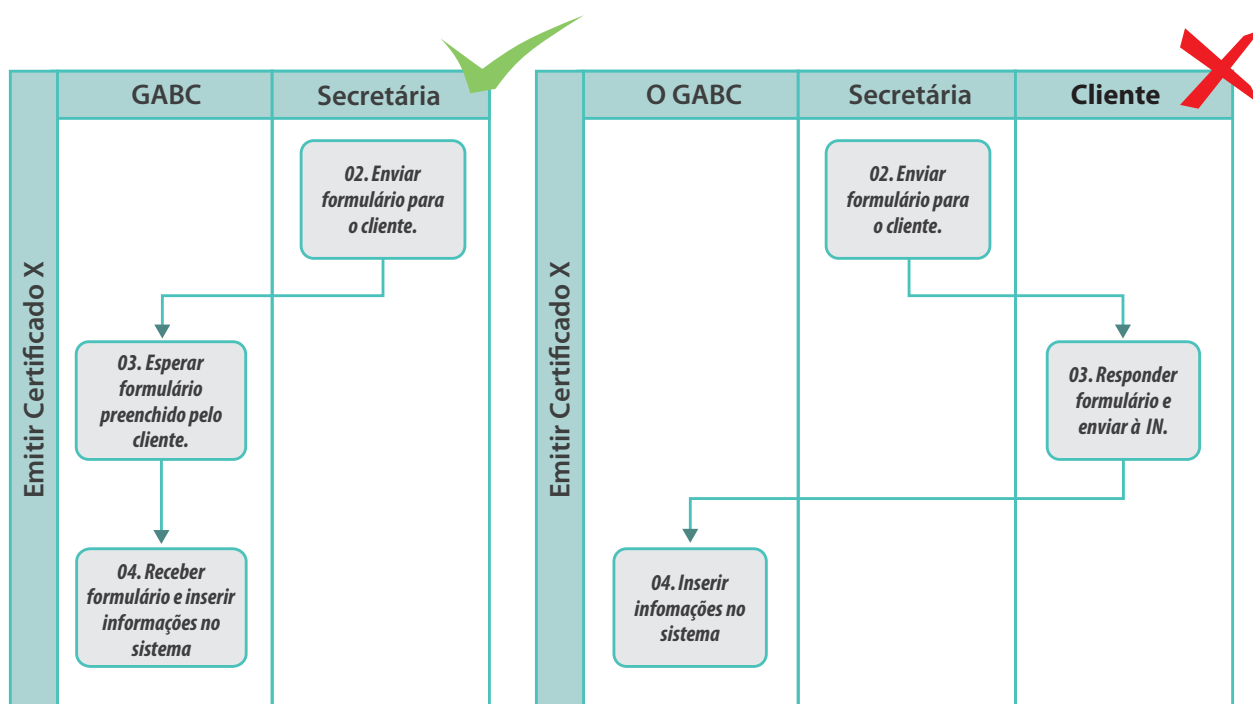 GABC
Secretária
Emitir Certificado X
02. Enviar
formulário para
o cliente.
03. Esperar
formulário
preenchido pelo
cliente.
04. Receber
formulário e inserir
informações no
sistema
O GABC
Secretária
Cliente
Emitir Certificado X
02. Enviar
formulário para
o cliente.
03. Responder
formulário e
enviar à IN.
04. Inserir
infomações no
sistema